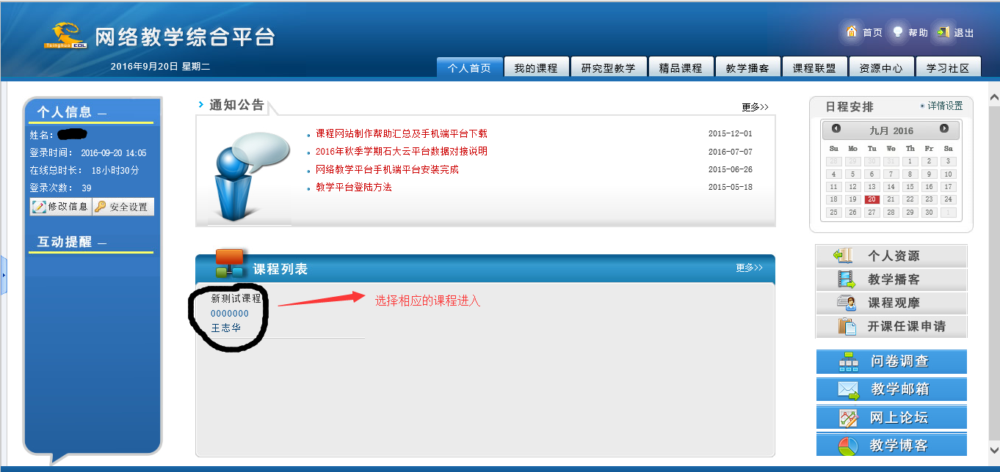 Tsinghua EOL
网络教学综合平台
2016年9月20日 星期二
首页 帮助 退出
个人首页 我的课程 研究型教学 精品课程 教学播客 课程联盟 资源中心 学习社区
个人信息
姓名:
登录时间： 2016-09-20 14:05
在线总时长： 18小时30分
登录次数： 39
修改信息 安全设置
互动提醒
通知公告 更多>>
课程网站制作帮助汇总及手机端平台下载 2015-12-01
2016年秋季学期石大云平台数据对接说明 2016-07-07
网络教学平台手机端平台安装完成 2015-06-26
教学平台登陆方法 2015-05-18
课程列表 更多>>
新测试课程
0000000
王志华
选择相应的课程进入
日程安排 详情设置
九月 2016
Su Mo Tu We Th Fr Sa
28 29 30 31 1 2 3
4 5 6 7 8 9 10
11 12 13 14 15 16 17
18 19 20 21 22 23 24
25 26 27 28 29 30 1
个人资源
教学播客
课程观摩
开课任课申请
问卷调查
教学邮箱
网上论坛
教学博客